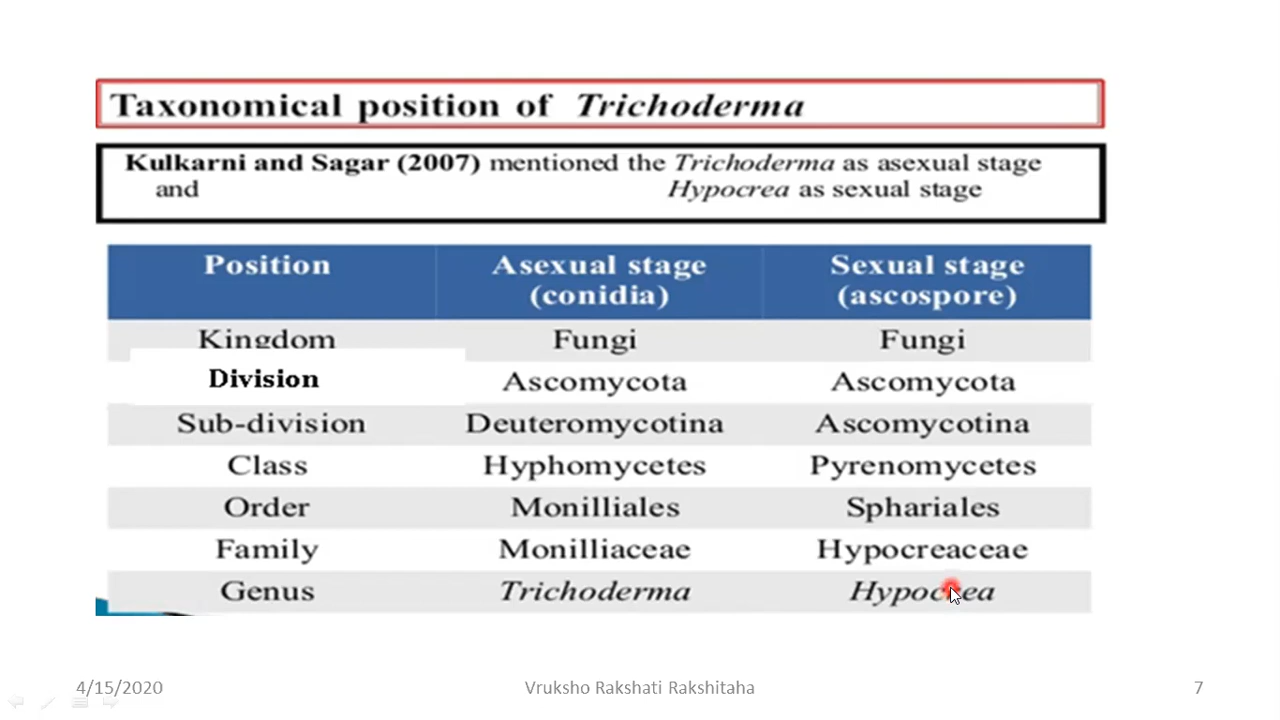 Taxonomical position of Trichoderma
Kulkarni and Sagar (2007) mentioned the Trichoderma as asexual stage
and Hypocrea as sexual stage
Position Asexual stage (conidia) Sexual stage (ascospore)
Kingdom Fungi Fungi
Division Ascomycota Ascomycota
Sub-division Deuteromycotina Ascomycotina
Class Hyphomycetes Pyrenomycetes
Order Monilliales Sphariales
Family Monilliaceae Hypocreaceae
Genus Trichoderma Hypocrea
4/15/2020 Vruksho Rakshati Rakshitaha 7